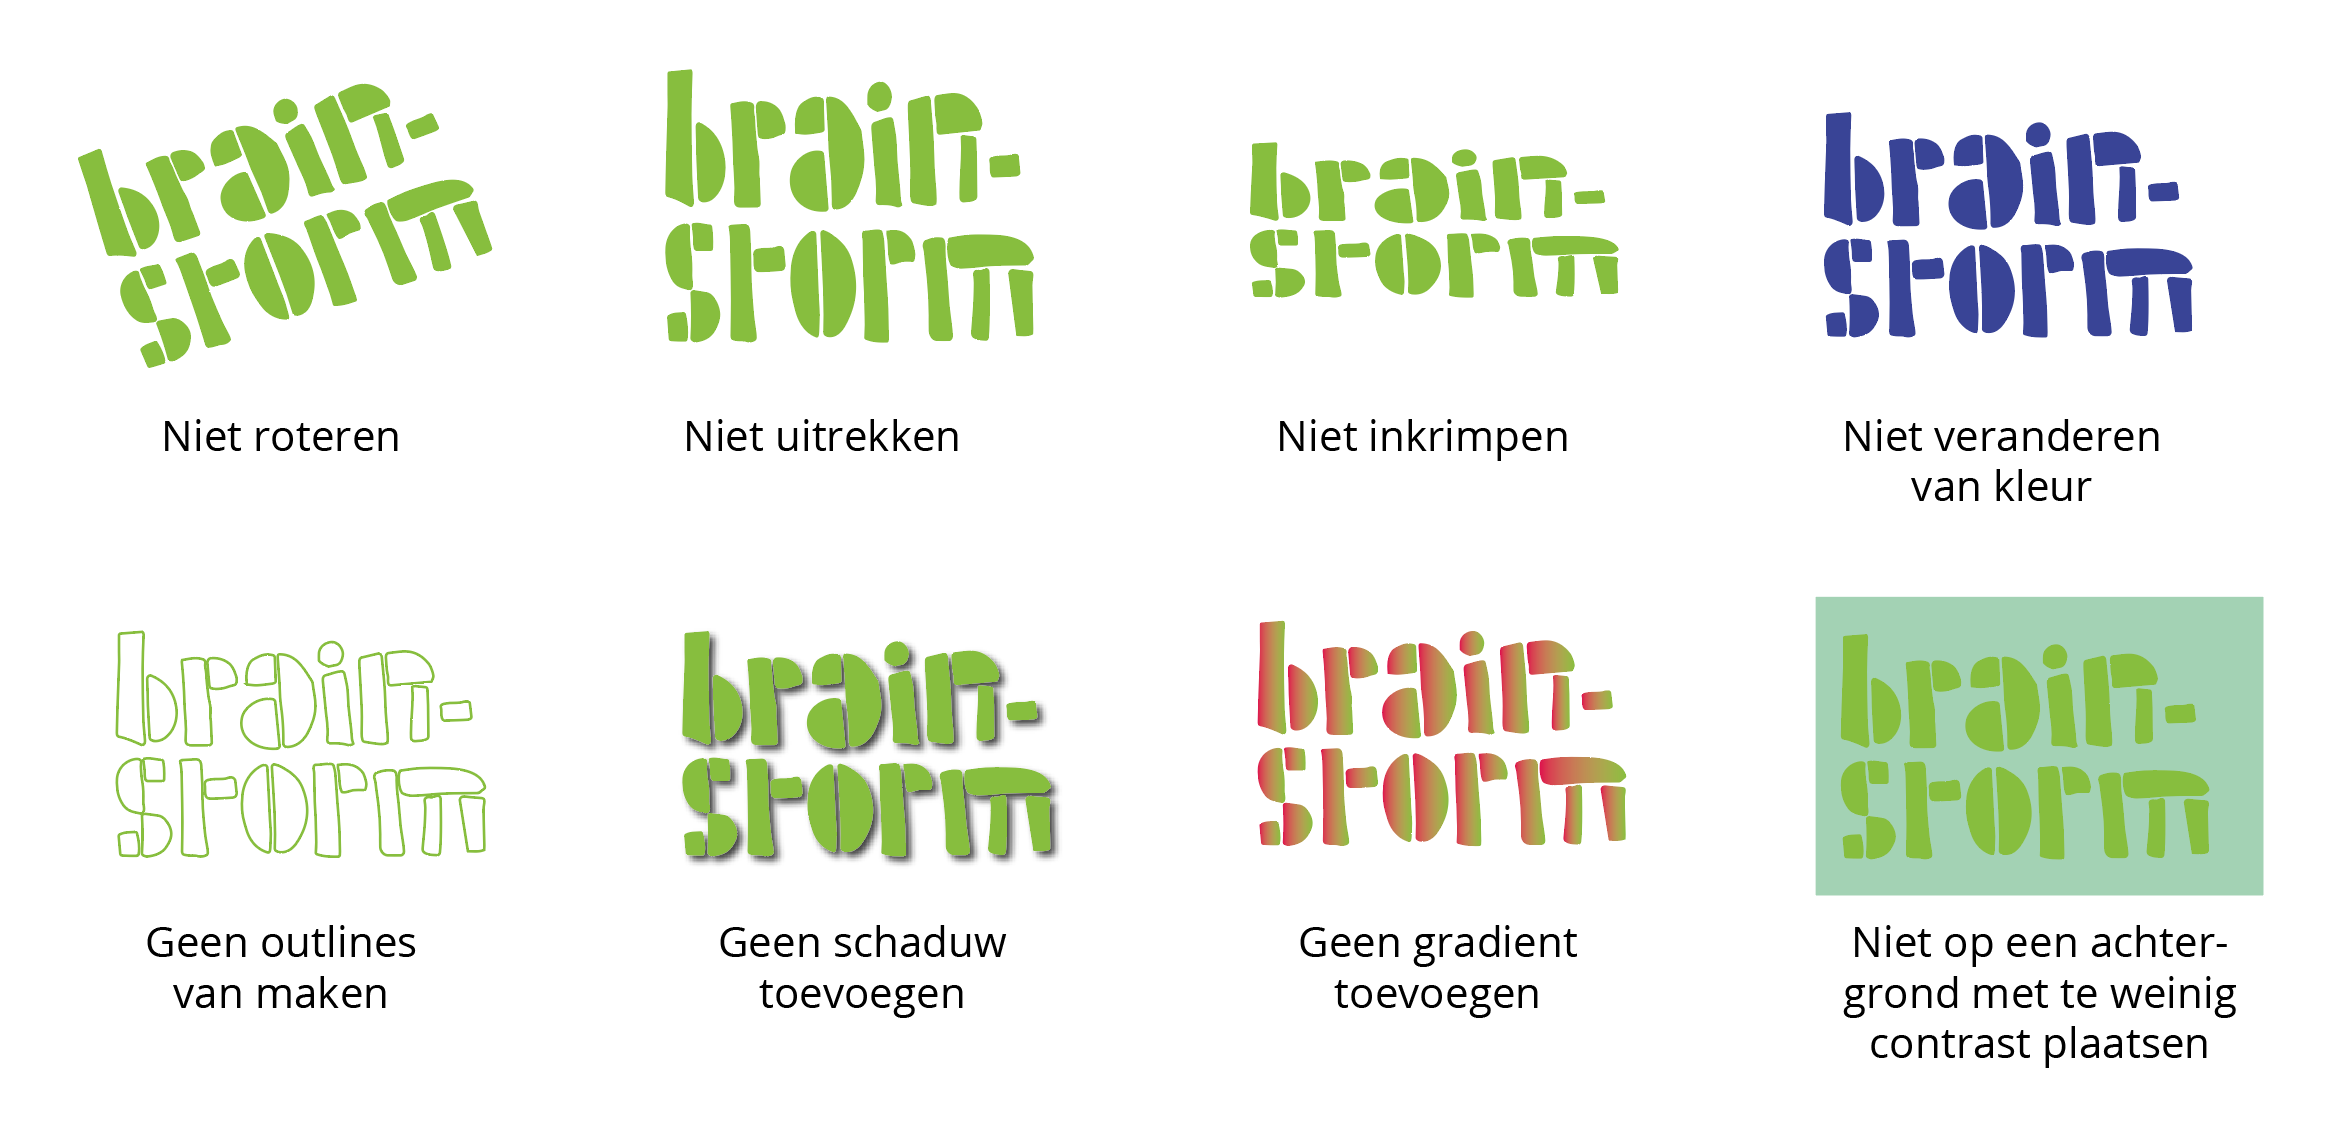 brain-
storm
Niet roteren
brain-
storm
Niet uitrekken
brain-
storm
Niet inkrimpen
brain-
storm
Niet veranderen
van kleur
brain-
storm
Geen outlines
van maken
brain-
storm
Geen schaduw
toevoegen
brain-
storm
Geen gradient
toevoegen
brain-
storm
Niet op een achter-
grond met te weinig
contrast plaatsen